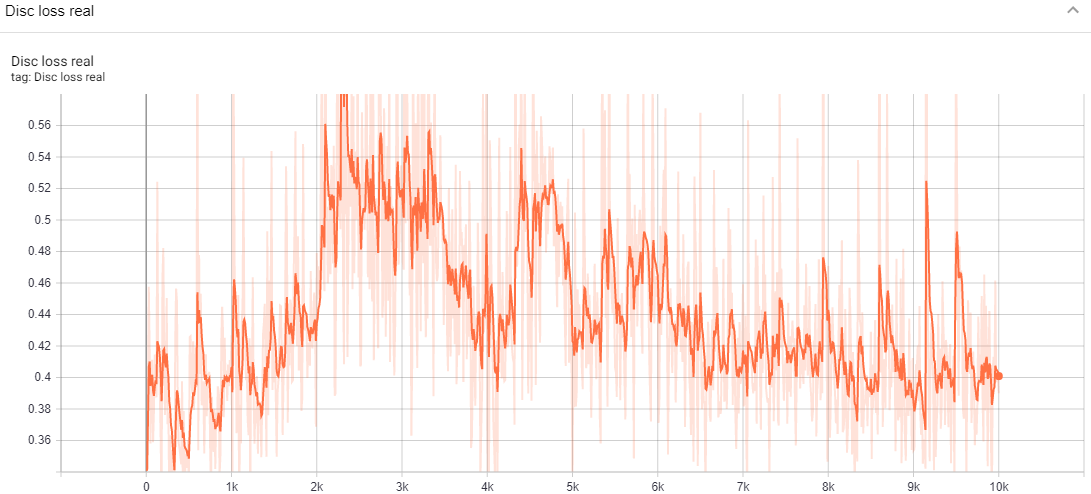 Disc loss real
Disc loss real
tag: Disc loss real
0.56
0.54
0.52
0.5
0.48
0.46
0.44
0.42
0.4
0.38
0.36
0 1k 2k 3k 4k 5k 6k 7k 8k 9k 10k